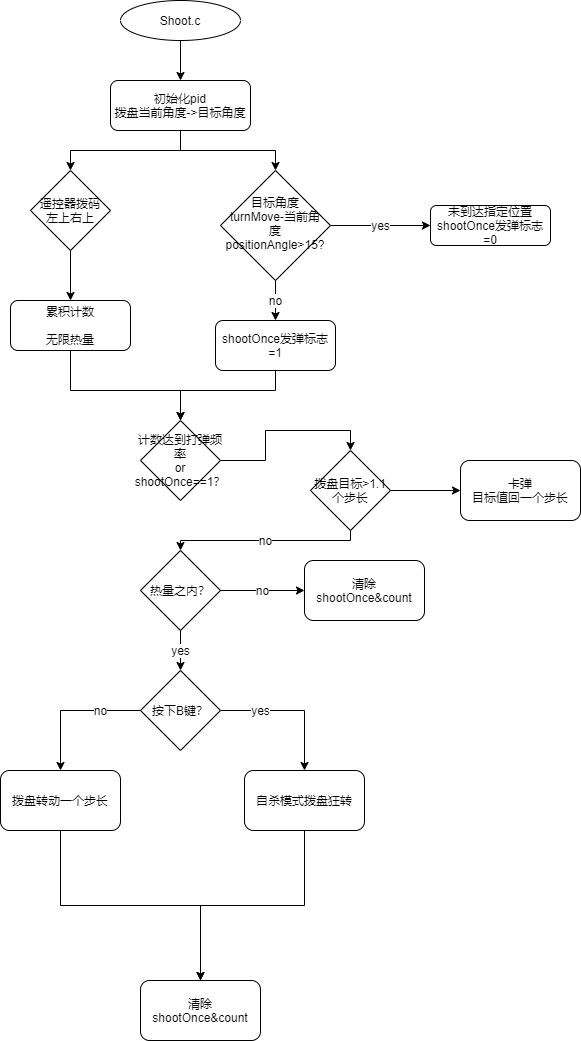 Shoot.c
初始化pid
拨盘当前角度->目标角度
遥控器拨码
左上右上
目标角度
turnMove-当前角
度
positionAngle>15?
yes
未到达指定位置
shootOnce发弹标志
=0
no
累积计数
无限热量
shootOnce发弹标志
=1
计数达到打弹频
率
or
shootOnce==1?
拨盘目标>1.1
个步长
卡弹
目标值回一个步长
no
热量之内?
no
清除
shootOnce&count
yes
按下B键?
no
yes
拨盘转动一个步长
自杀模式拨盘狂转
清除
shootOnce&count